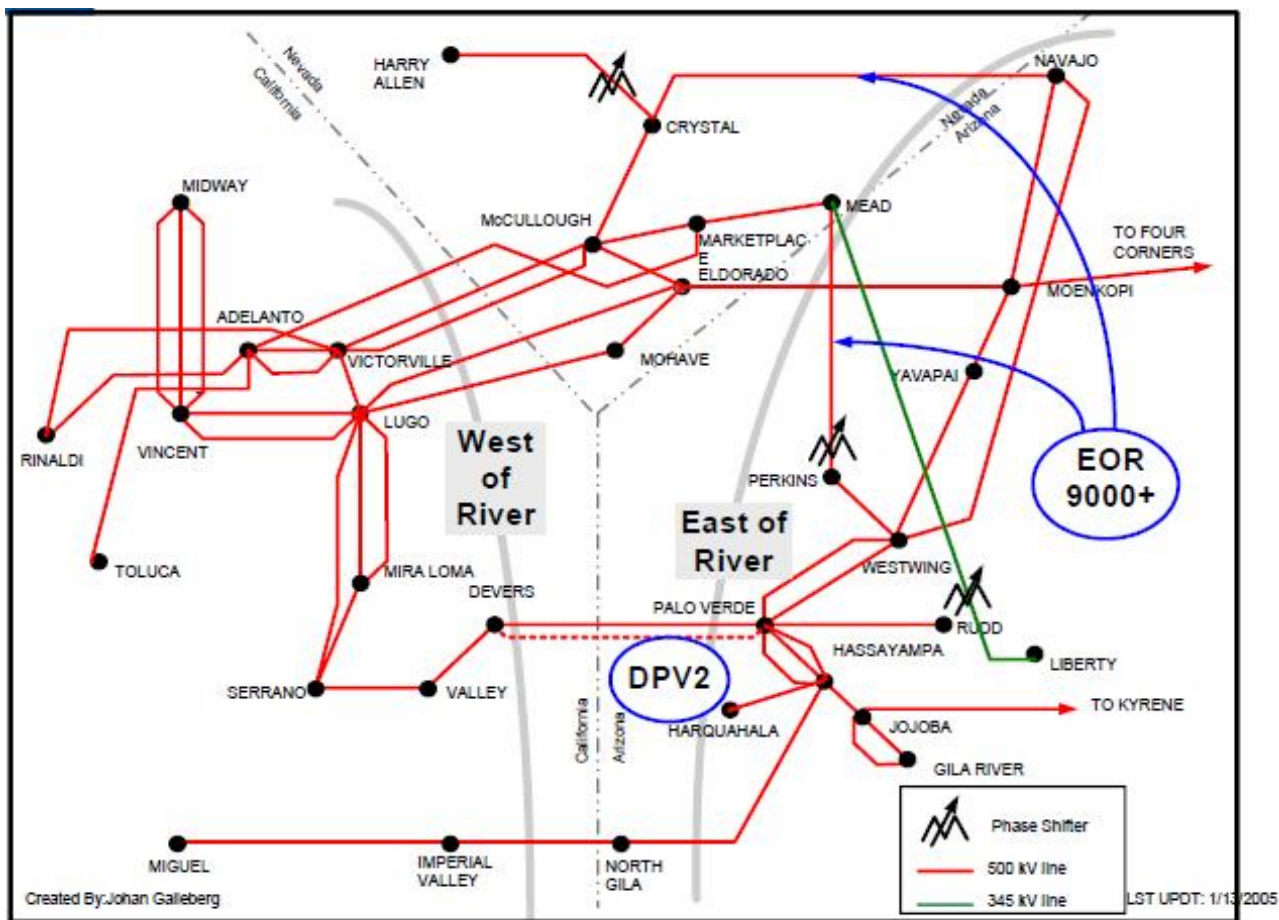 HARRY
ALLEN
Nevada
California
NAVAJO
CRYSTAL
Nevada
Arizona
MIDWAY
McCULLOUGH
MEAD
MARKETPLAC
E
ELDORADO
TO FOUR
CORNERS
MOENKOPI
ADELANTO
VICTORVILLE
MOHAVE
YAVAPAI
RINALDI
VINCENT
LUGO
West
of
River
PERKINS
EOR
9000+
East of
River
WESTWING
TOLUCA
MIRA LOMA
DEVERS
PALO VERDE
RUDD
HASSAYAMPA
LIBERTY
DPV2
SERRANO
VALLEY
HARQUAHALA
TO KYRENE
JOJOBA
California
Arizona
GILA RIVER
MIGUEL
IMPERIAL
VALLEY
NORTH
GILA
Phase Shifter
500 kV line
345 kV line
Created By:Johan Galleberg
LST UPDT: 1/13/2005